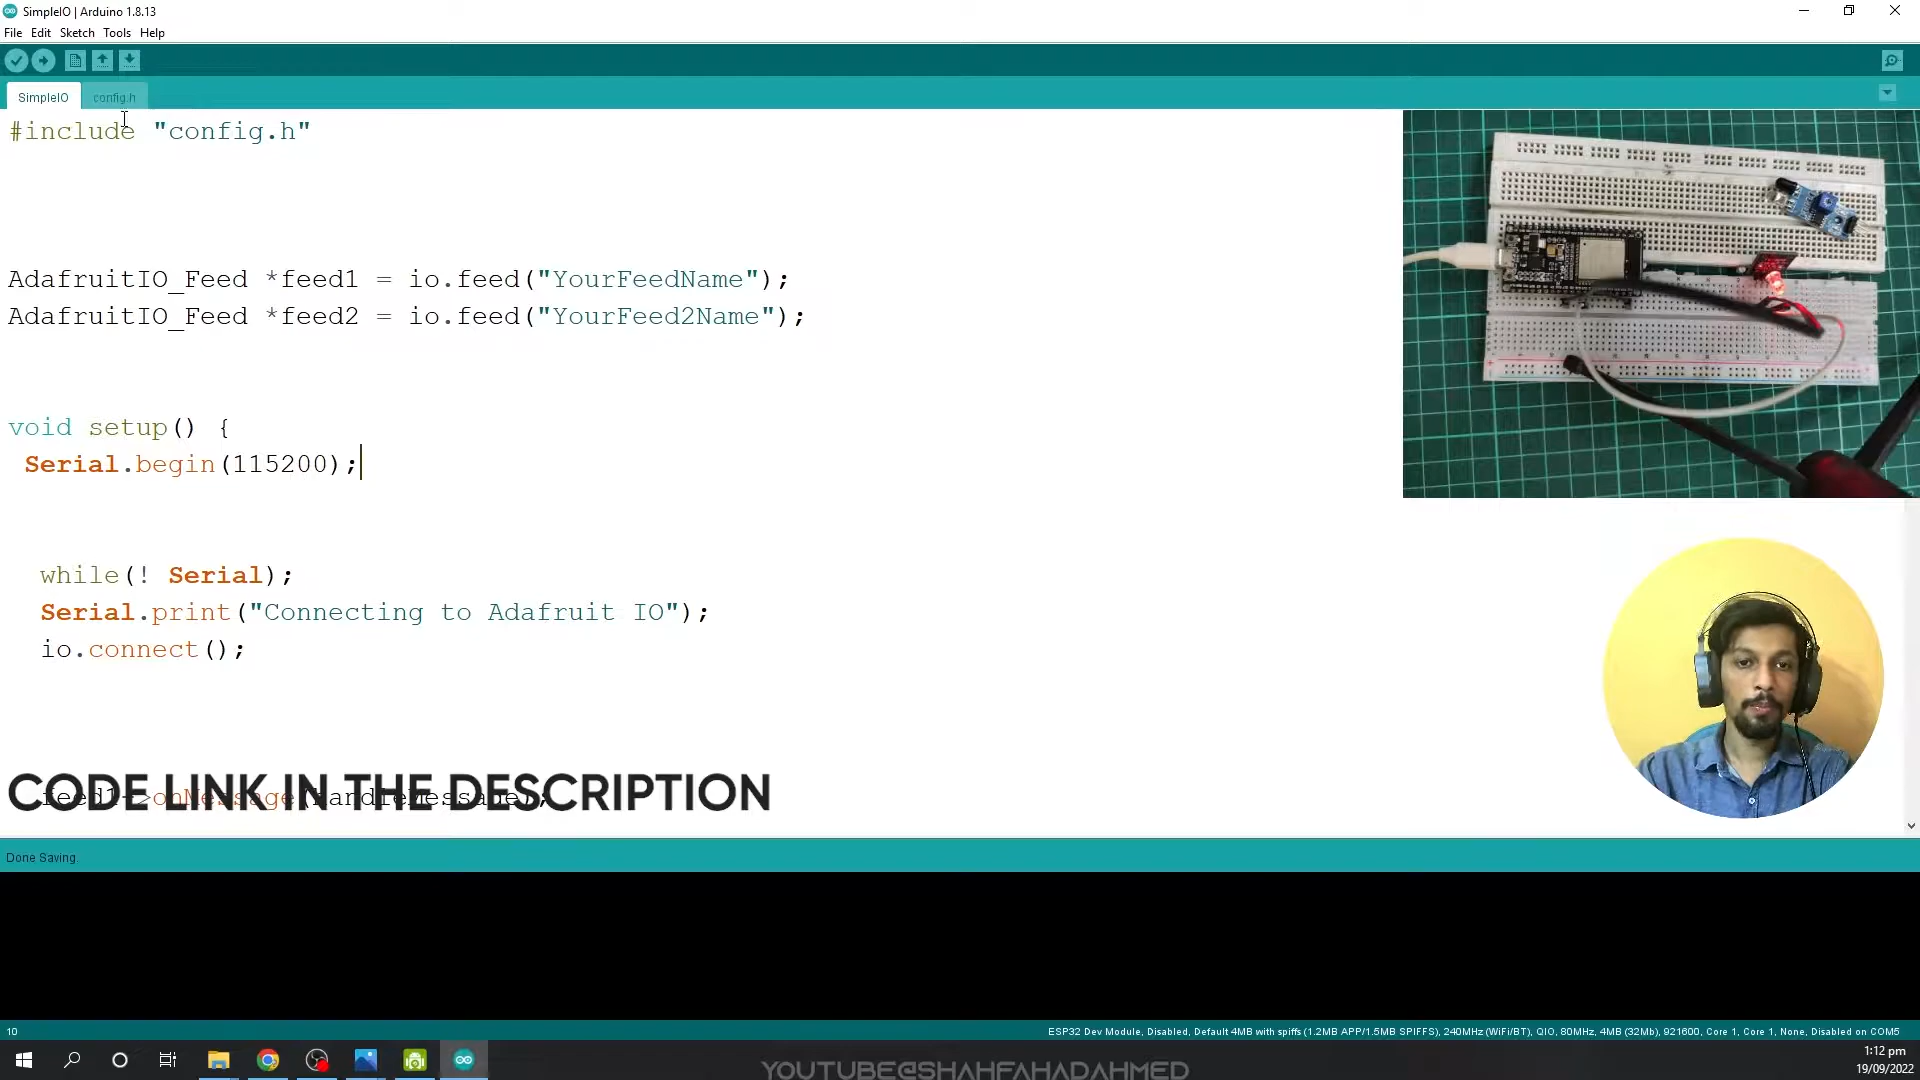 SimpleIO | Arduino 1.8.13
File Edit Sketch Tools Help
SimpleIO config.h
#include "config.h"
AdafruitIO_Feed *feed1 = io.feed("YourFeedName");
AdafruitIO_Feed *feed2 = io.feed("YourFeed2Name");
void setup() {
Serial.begin(115200);
while(! Serial);
Serial.print("Connecting to Adafruit IO");
io.connect();
feed1->onMessage(handleMessage);
CODE LINK IN THE DESCRIPTION
Done Saving.
10
ESP32 Dev Module, Disabled, Default 4MB with spiffs (1.2MB APP/1.5MB SPIFFS), 240MHz (WiFi/BT), QIO, 80MHz, 4MB (32Mb), 921600, Core 1, Core 1, None, Disabled on COM5
1:12 pm
19/09/2022
YOUTUBE@SHAHFAHADAHMED